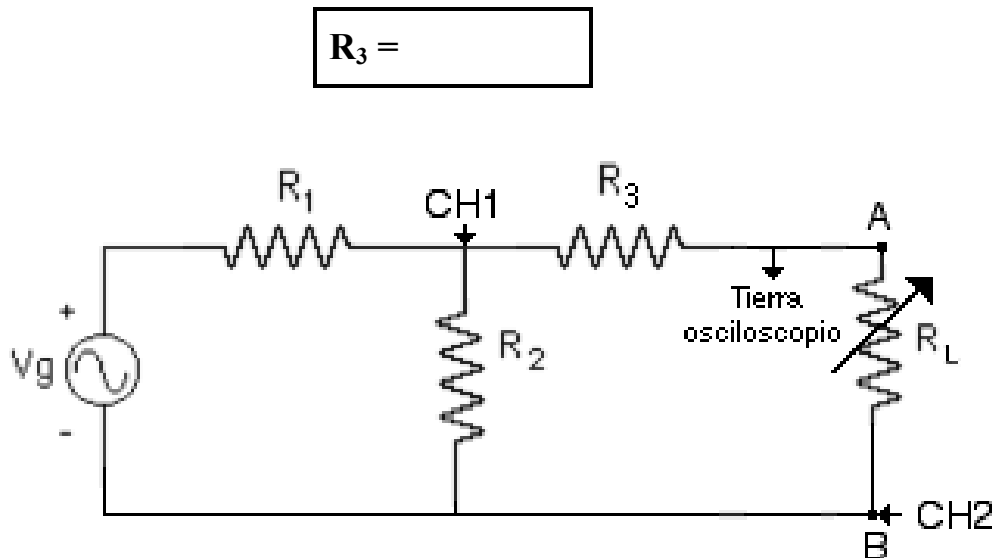 R₃ =
R₁
CH1
R₃
A
+
Vg
-
R₂
Tierra
osciloscopio
R_L
CH2
B